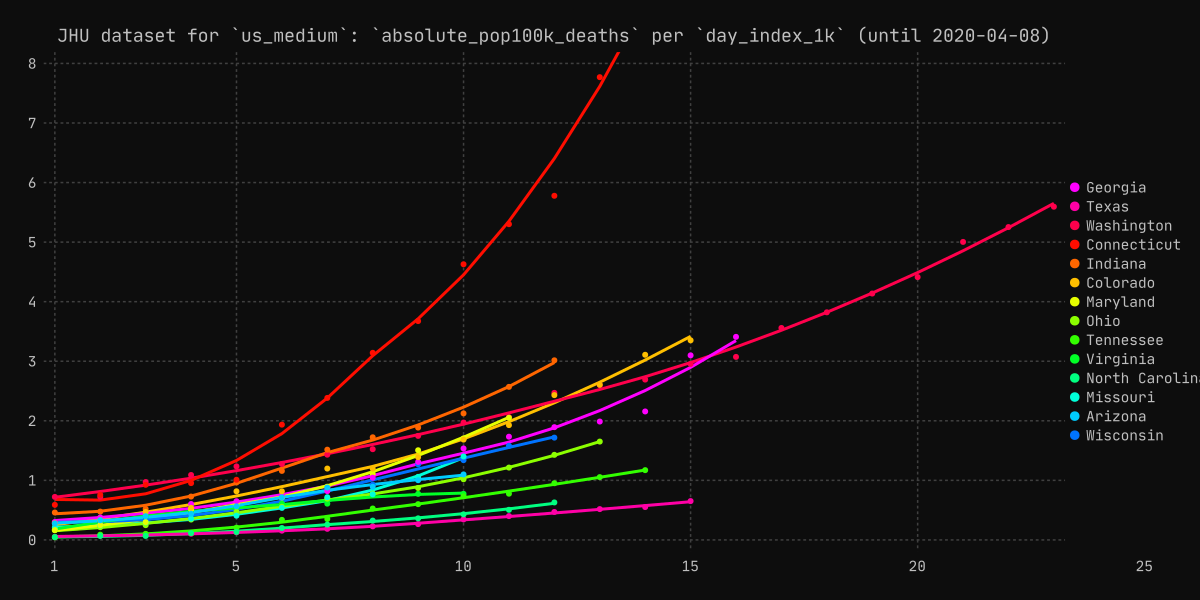 JHU dataset for `us_medium`: `absolute_pop100k_deaths` per `day_index_1k` (until 2020-04-08)
8
7
6
5
4
3
2
1
0
1 5 10 15 20 25
Georgia
Texas
Washington
Connecticut
Indiana
Colorado
Maryland
Ohio
Tennessee
Virginia
North Carolina
Missouri
Arizona
Wisconsin